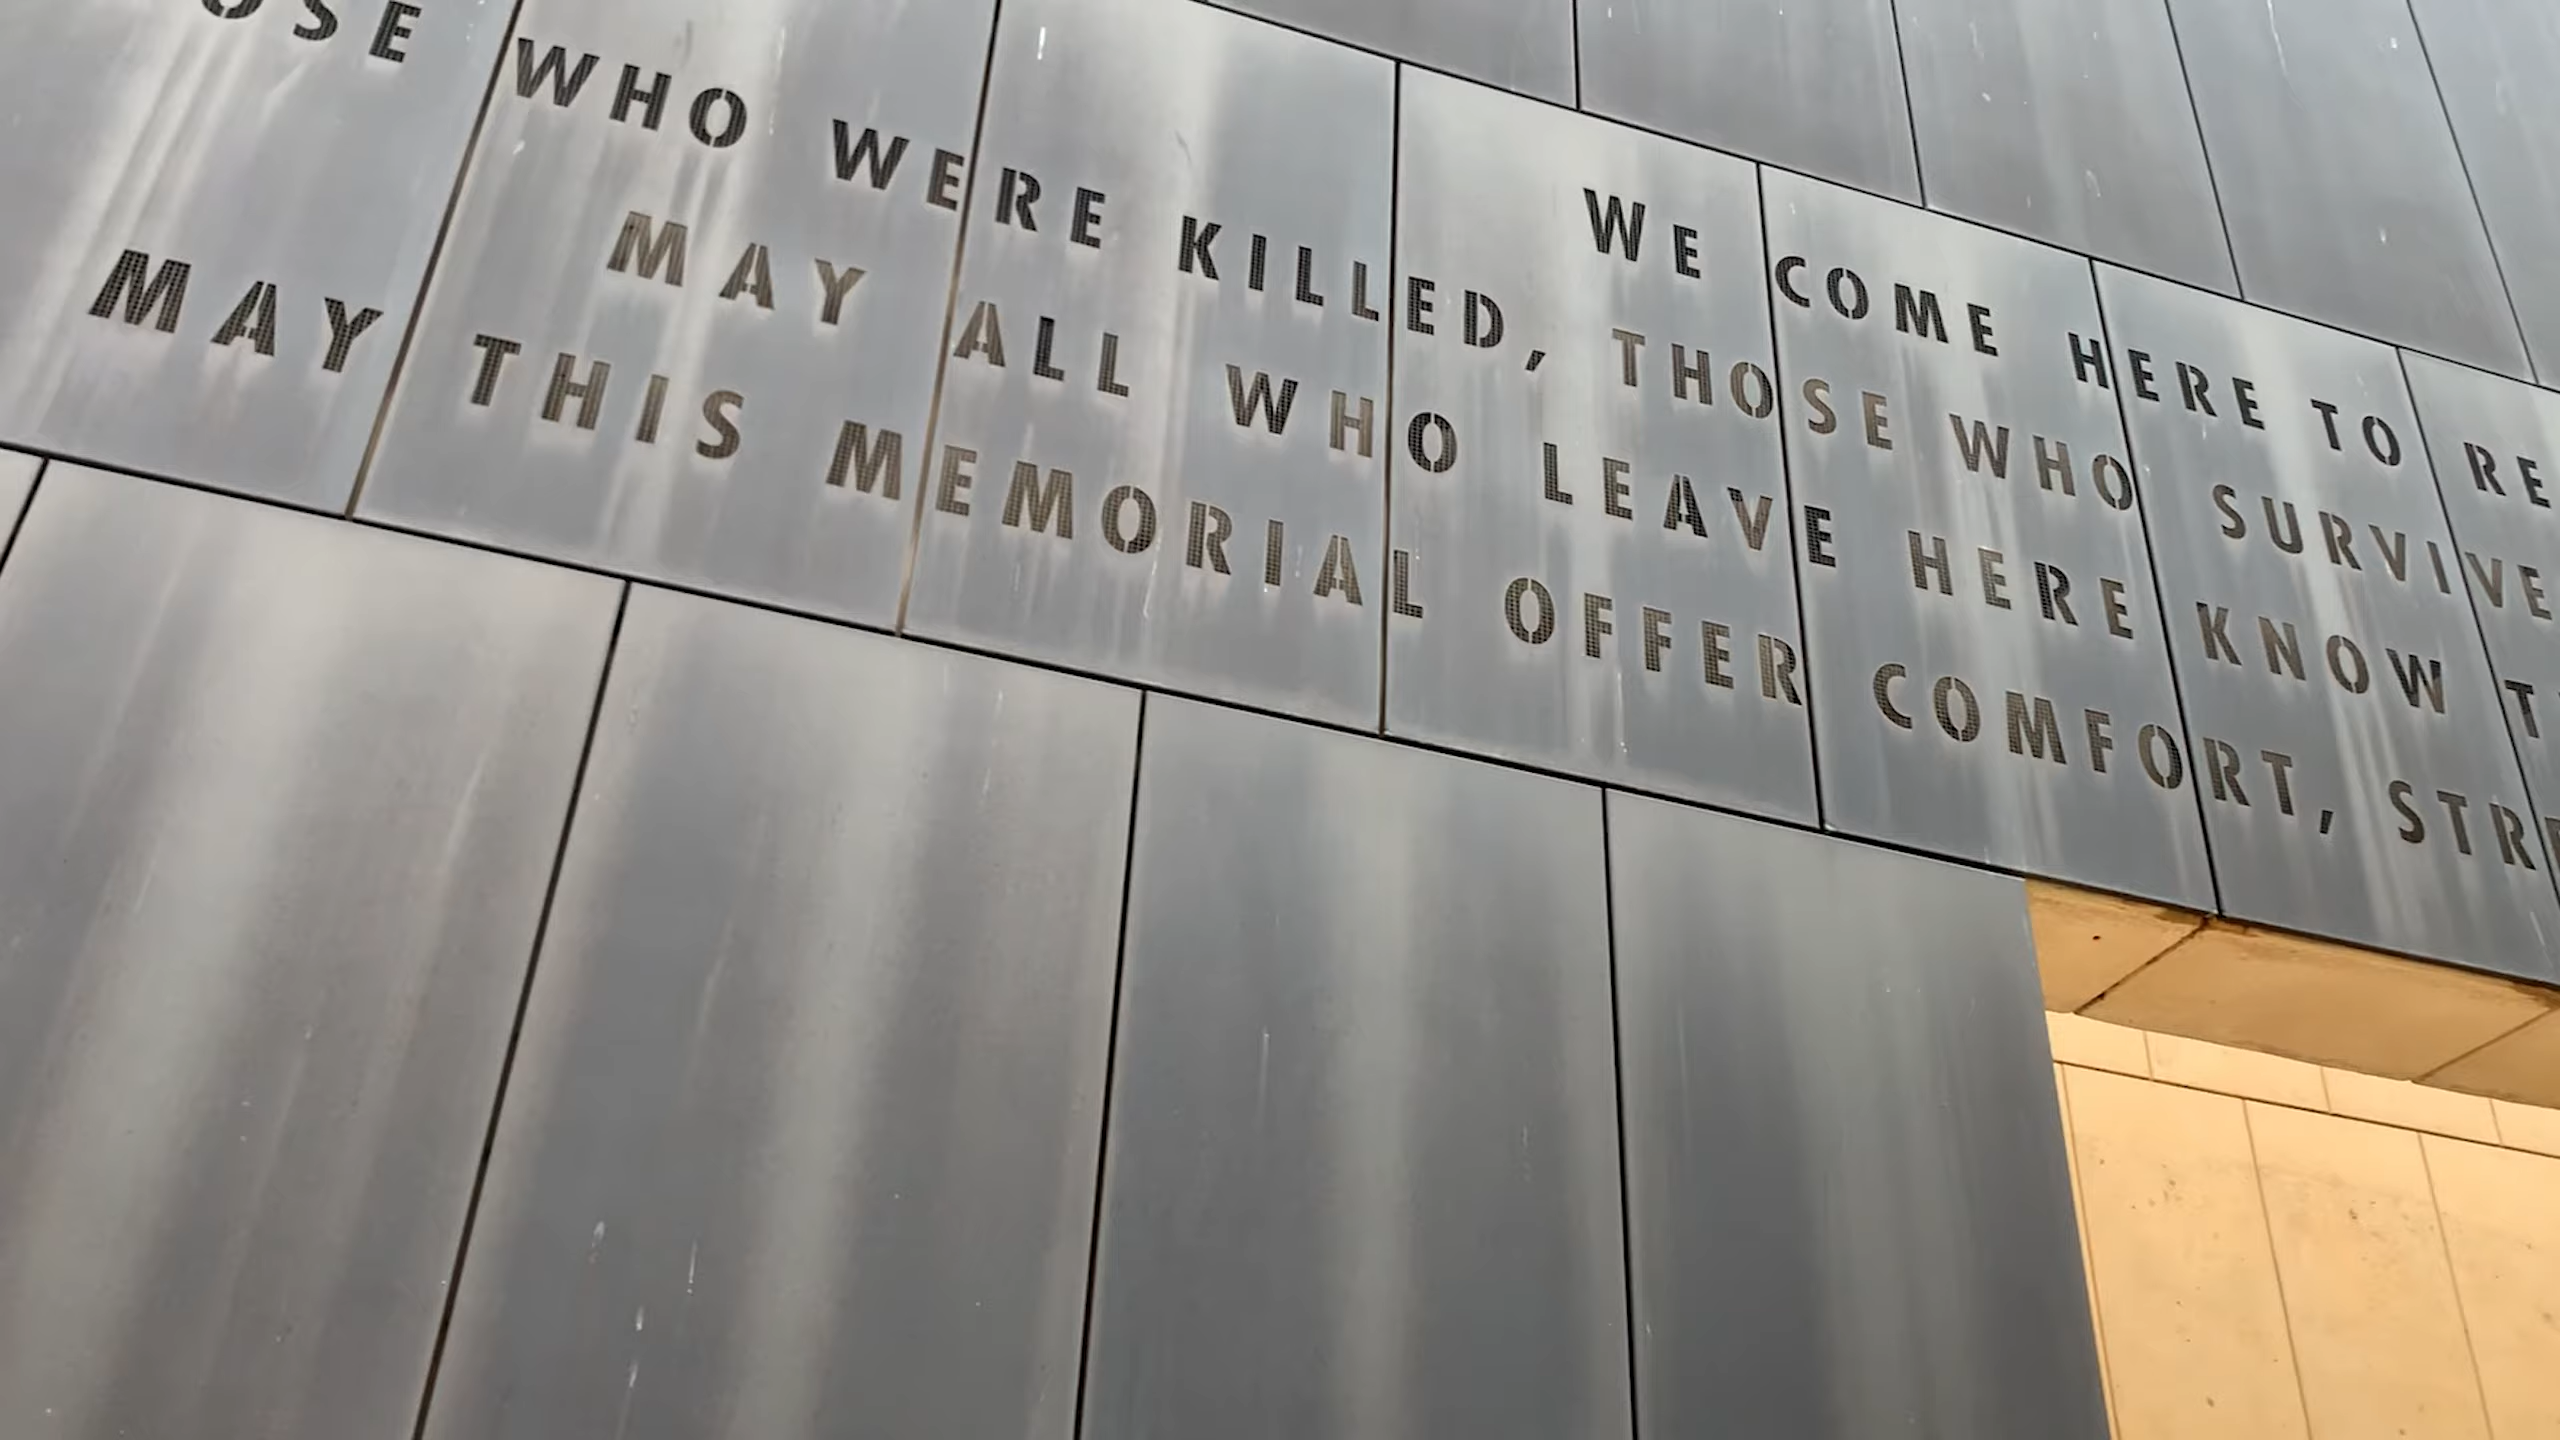 WE COME HERE TO RE
OSE WHO WERE KILLED, THOSE WHO SURVIVE
MAY ALL WHO LEAVE HERE KNOW T
MAY THIS MEMORIAL OFFER COMFORT, STRE